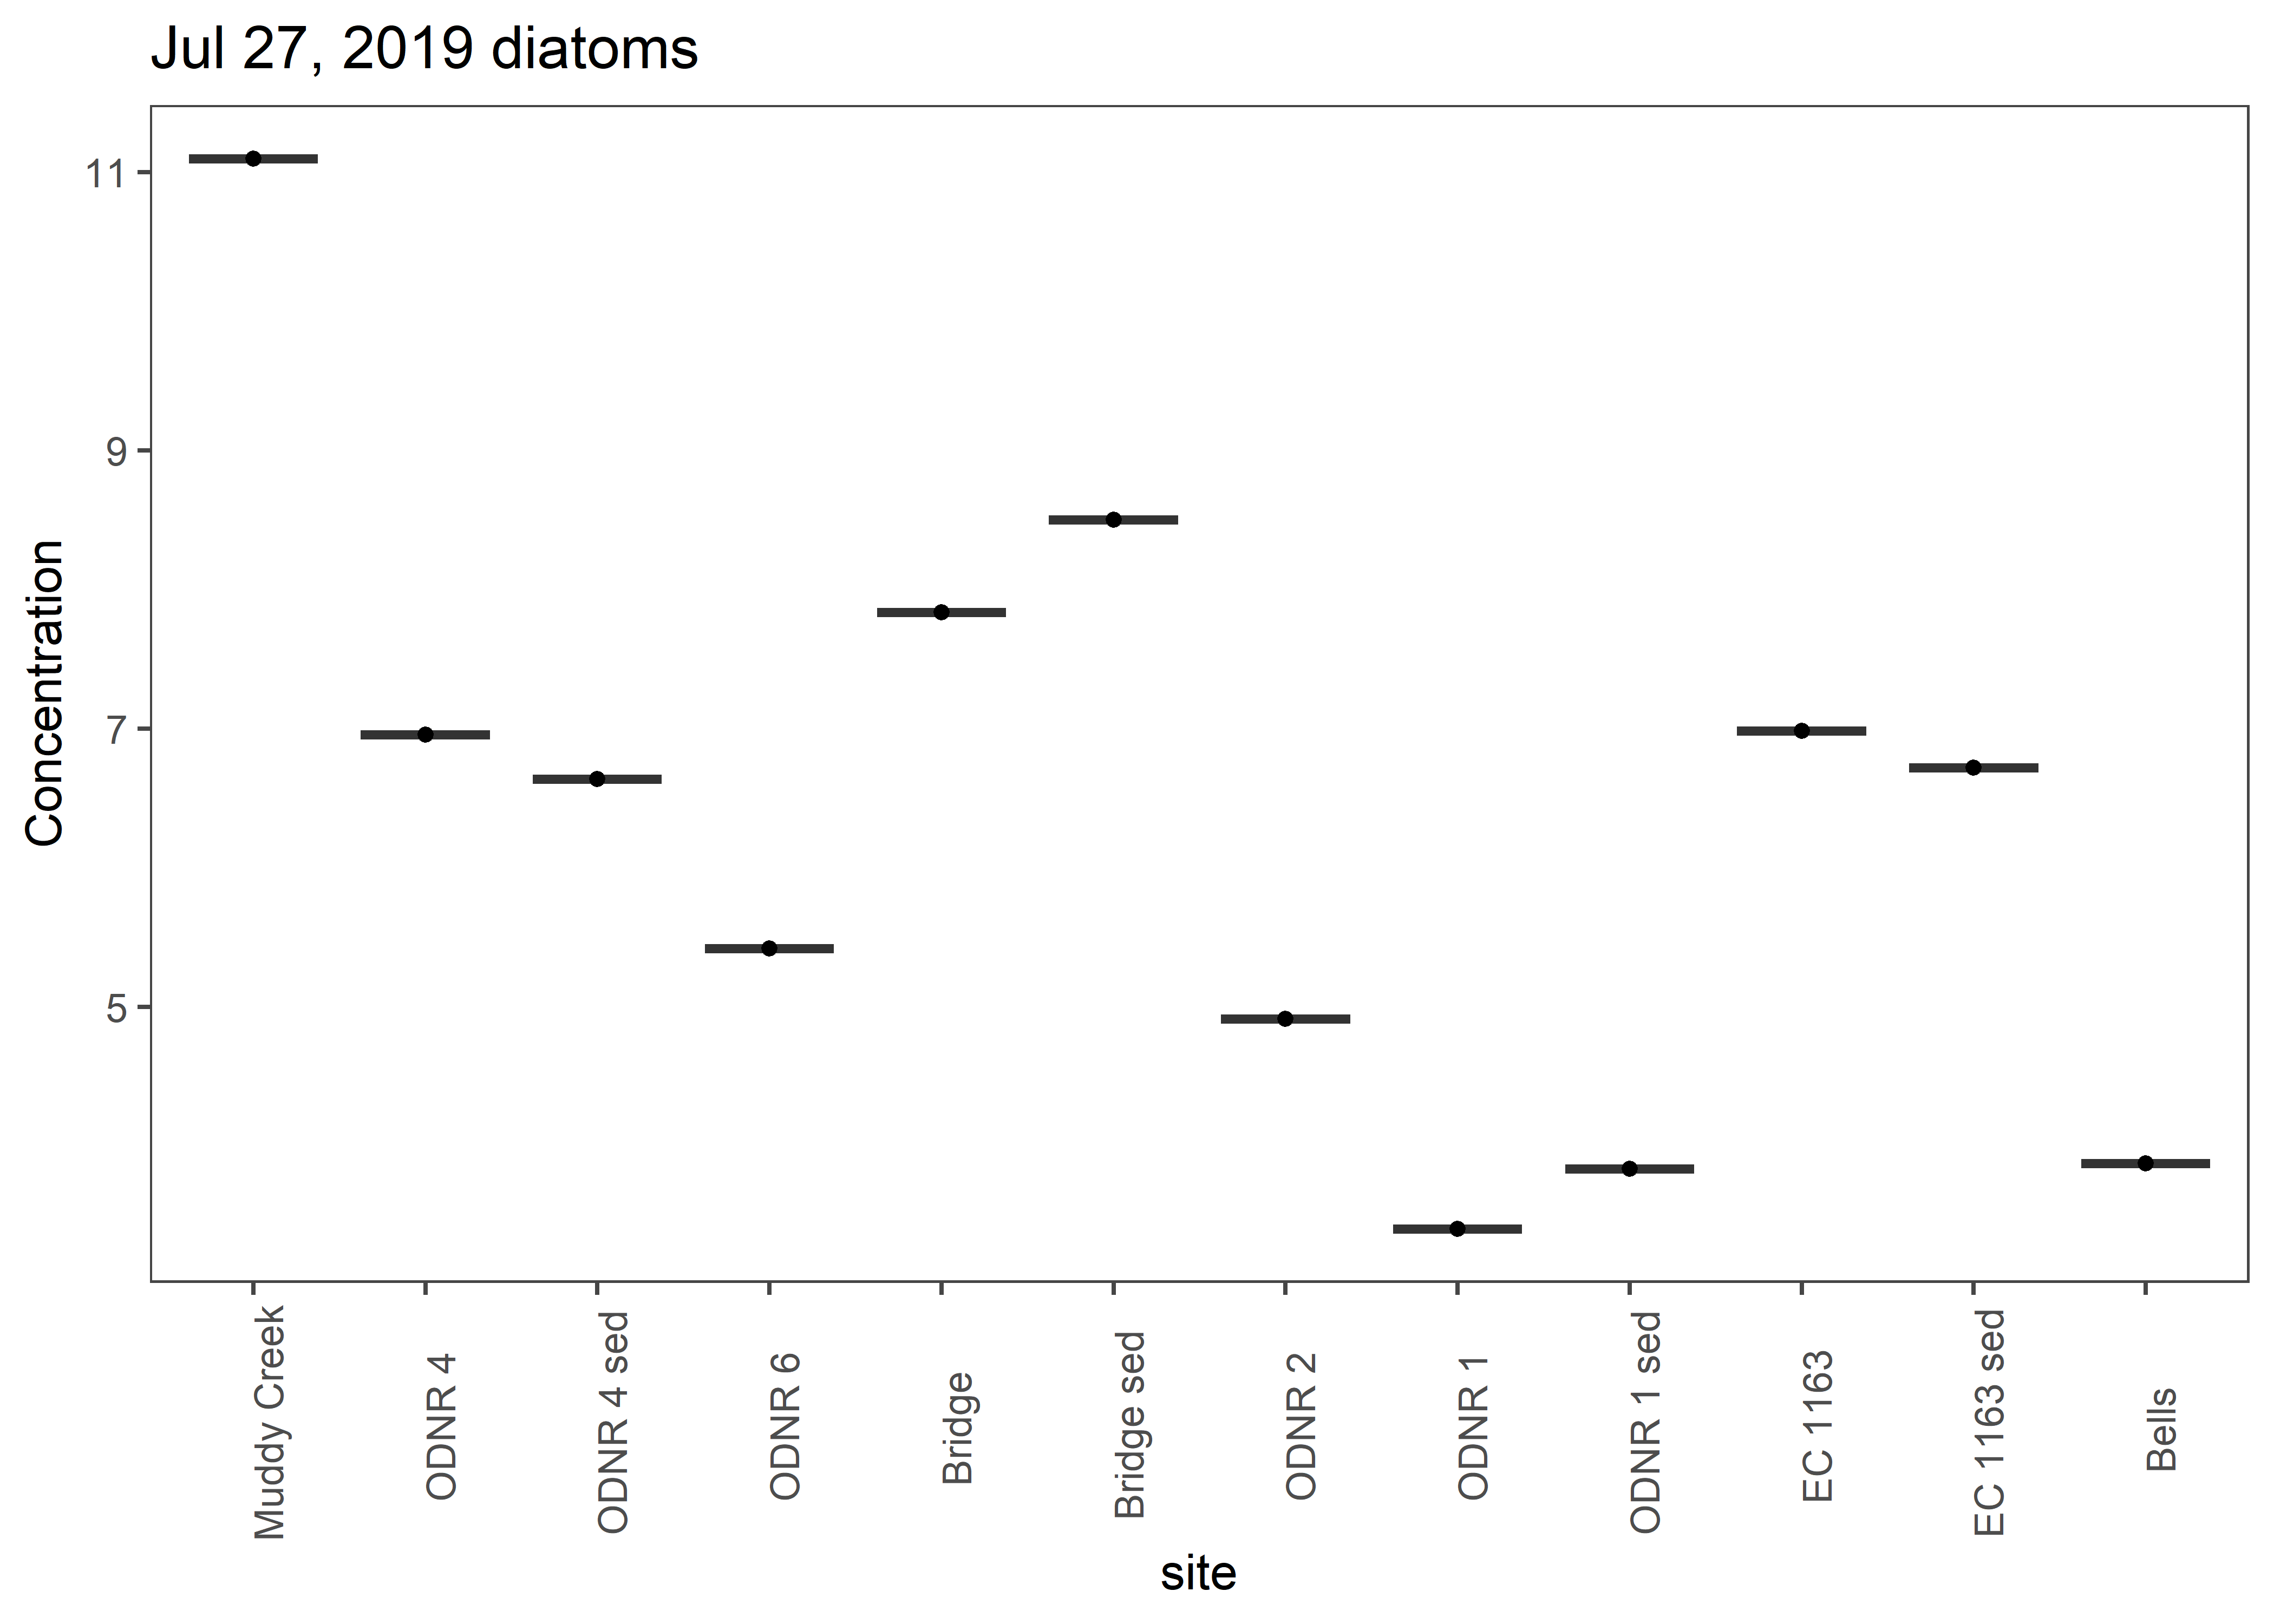 Jul 27, 2019 diatoms
Concentration
11
9
7
5
Muddy Creek
ODNR 4
ODNR 4 sed
ODNR 6
Bridge
Bridge sed
ODNR 2
ODNR 1
ODNR 1 sed
EC 1163
EC 1163 sed
Bells
site